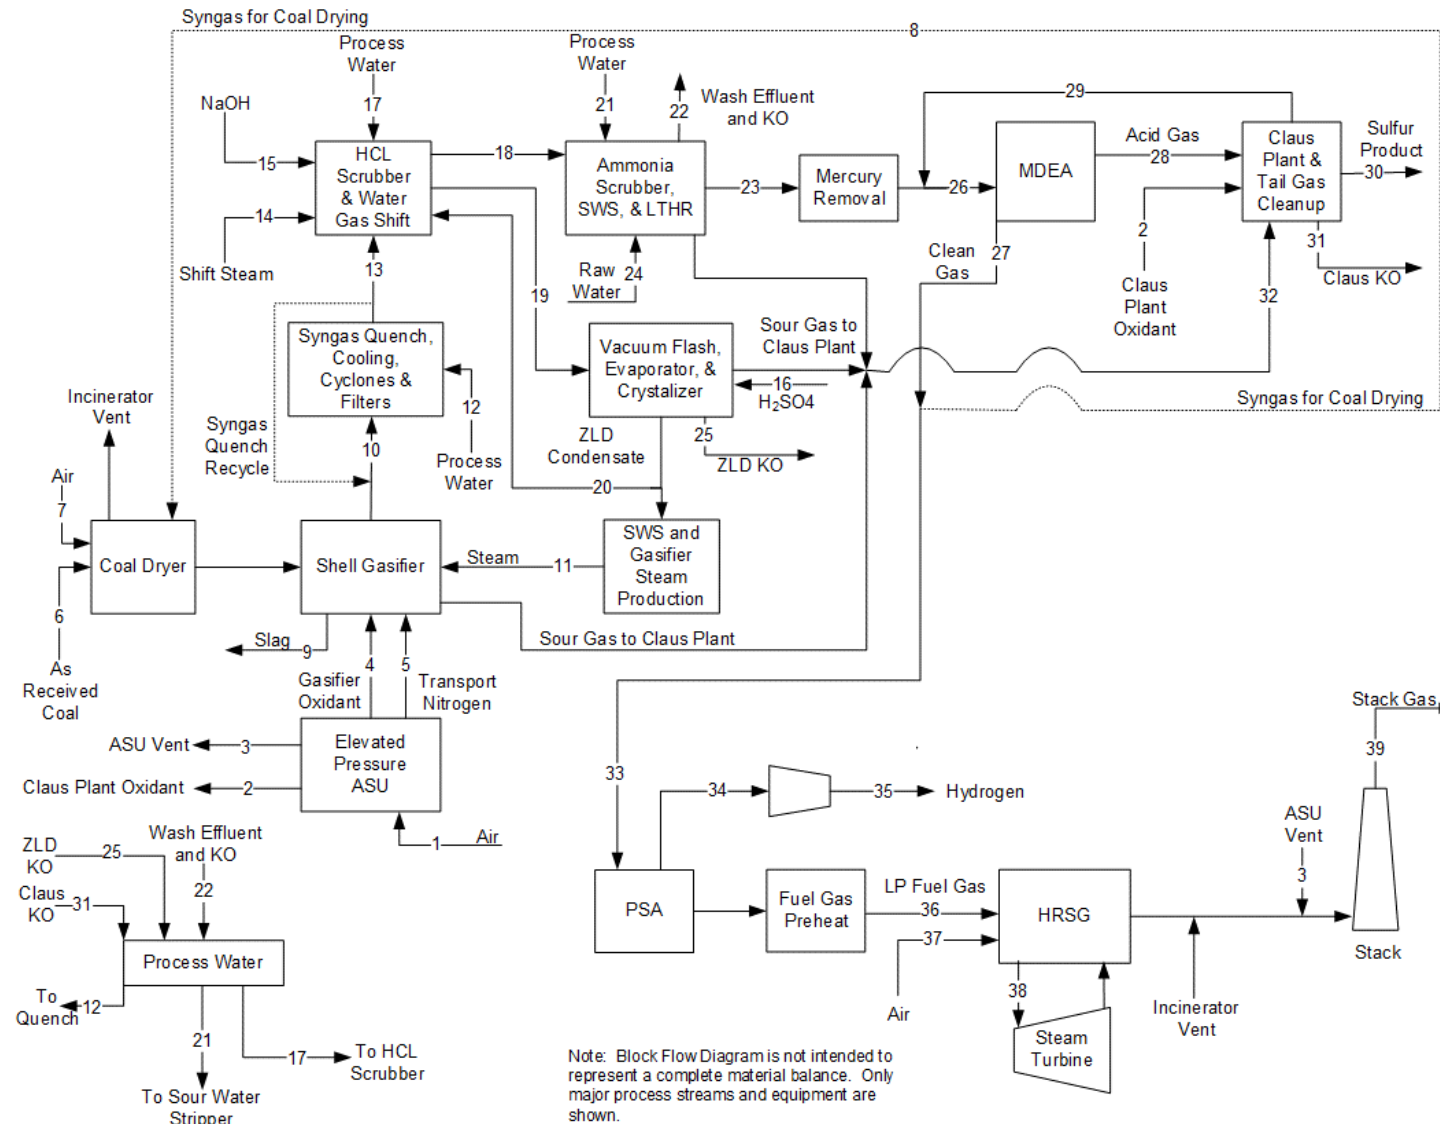 Syngas for Coal Drying
8
Process
Water
17
NaOH
15
14
Shift Steam
HCL
Scrubber
& Water
Gas Shift
13
18
19
Process
Water
21
22
Wash Effluent
and KO
Ammonia
Scrubber,
SWS, & LTHR
Raw
Water
24
23
Mercury
Removal
26
29
MDEA
Acid Gas
28
2
Claus
Plant
Oxidant
Claus
Plant &
Tail Gas
Cleanup
Sulfur
Product
30
31
Claus KO
32
27
Clean
Gas
Syngas Quench,
Cooling,
Cyclones &
Filters
12
Process
Water
Syngas
Quench
Recycle
10
Vacuum Flash,
Evaporator, &
Crystalizer
Sour Gas to
Claus Plant
16
H2SO4
ZLD
Condensate
25
ZLD KO
20
Syngas for Coal Drying
Incinerator
Vent
Air
7
Coal Dryer
6
As
Received
Coal
Shell Gasifier
Steam
11
SWS and
Gasifier
Steam
Production
Slag
9
Sour Gas to Claus Plant
4
5
Gasifier
Oxidant
Transport
Nitrogen
ASU Vent
3
Claus Plant Oxidant
2
Elevated
Pressure
ASU
1
Air
ZLD
KO
25
Wash Effluent
and KO
22
Claus
KO
31
Process Water
To
Quench
12
21
17
To HCL
Scrubber
To Sour Water
Stripper
33
34
35
Hydrogen
PSA
Fuel Gas
Preheat
LP Fuel Gas
36
37
Air
HRSG
38
Steam
Turbine
Incinerator
Vent
ASU
Vent
3
Stack Gas
39
Stack
Note: Block Flow Diagram is not intended to
represent a complete material balance. Only
major process streams and equipment are
shown.